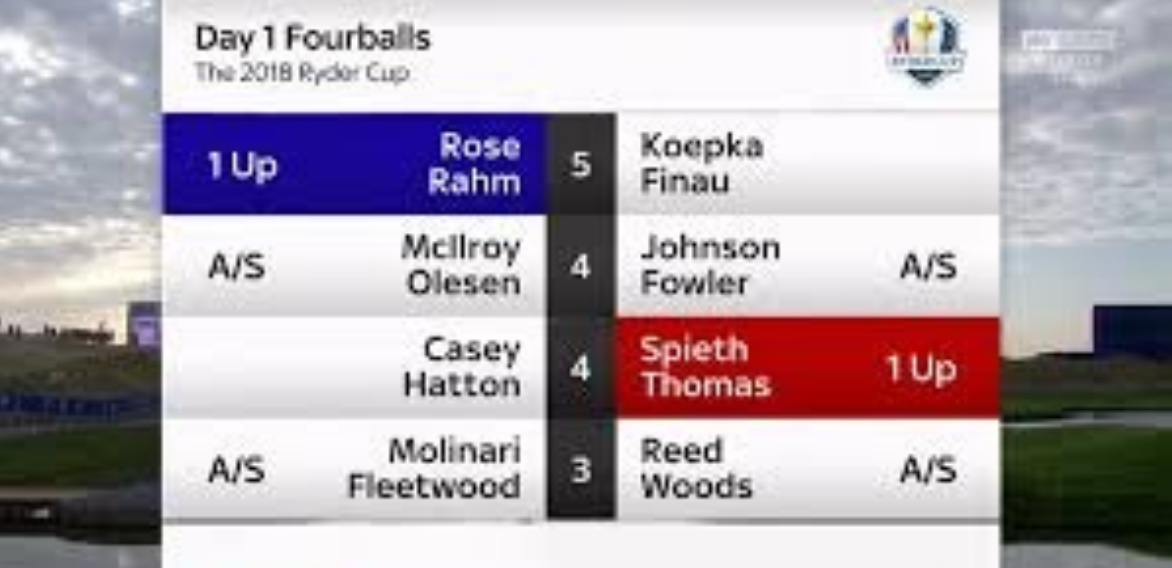 Day 1 Fourballs
The 2018 Ryder Cup
1 Up Rose Rahm 5 Koepka Finau
A/S McIlroy Olesen 4 Johnson Fowler A/S
Casey Hatton 4 Spieth Thomas 1 Up
A/S Molinari Fleetwood 3 Reed Woods A/S